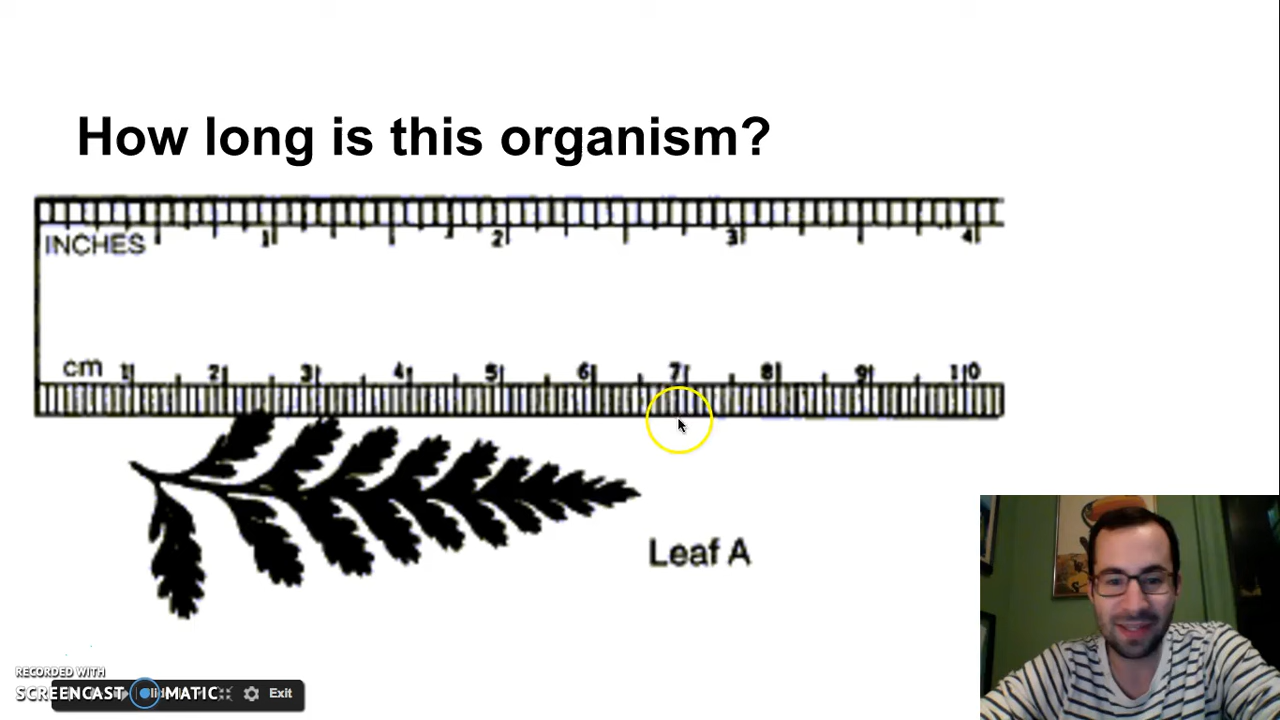 How long is this organism?
1 2 3 4
INCHES
cm 1 2 3 4 5 6 7 8 9 10
Leaf A
RECORDED WITH
SCREENCAST MATIC
Exit